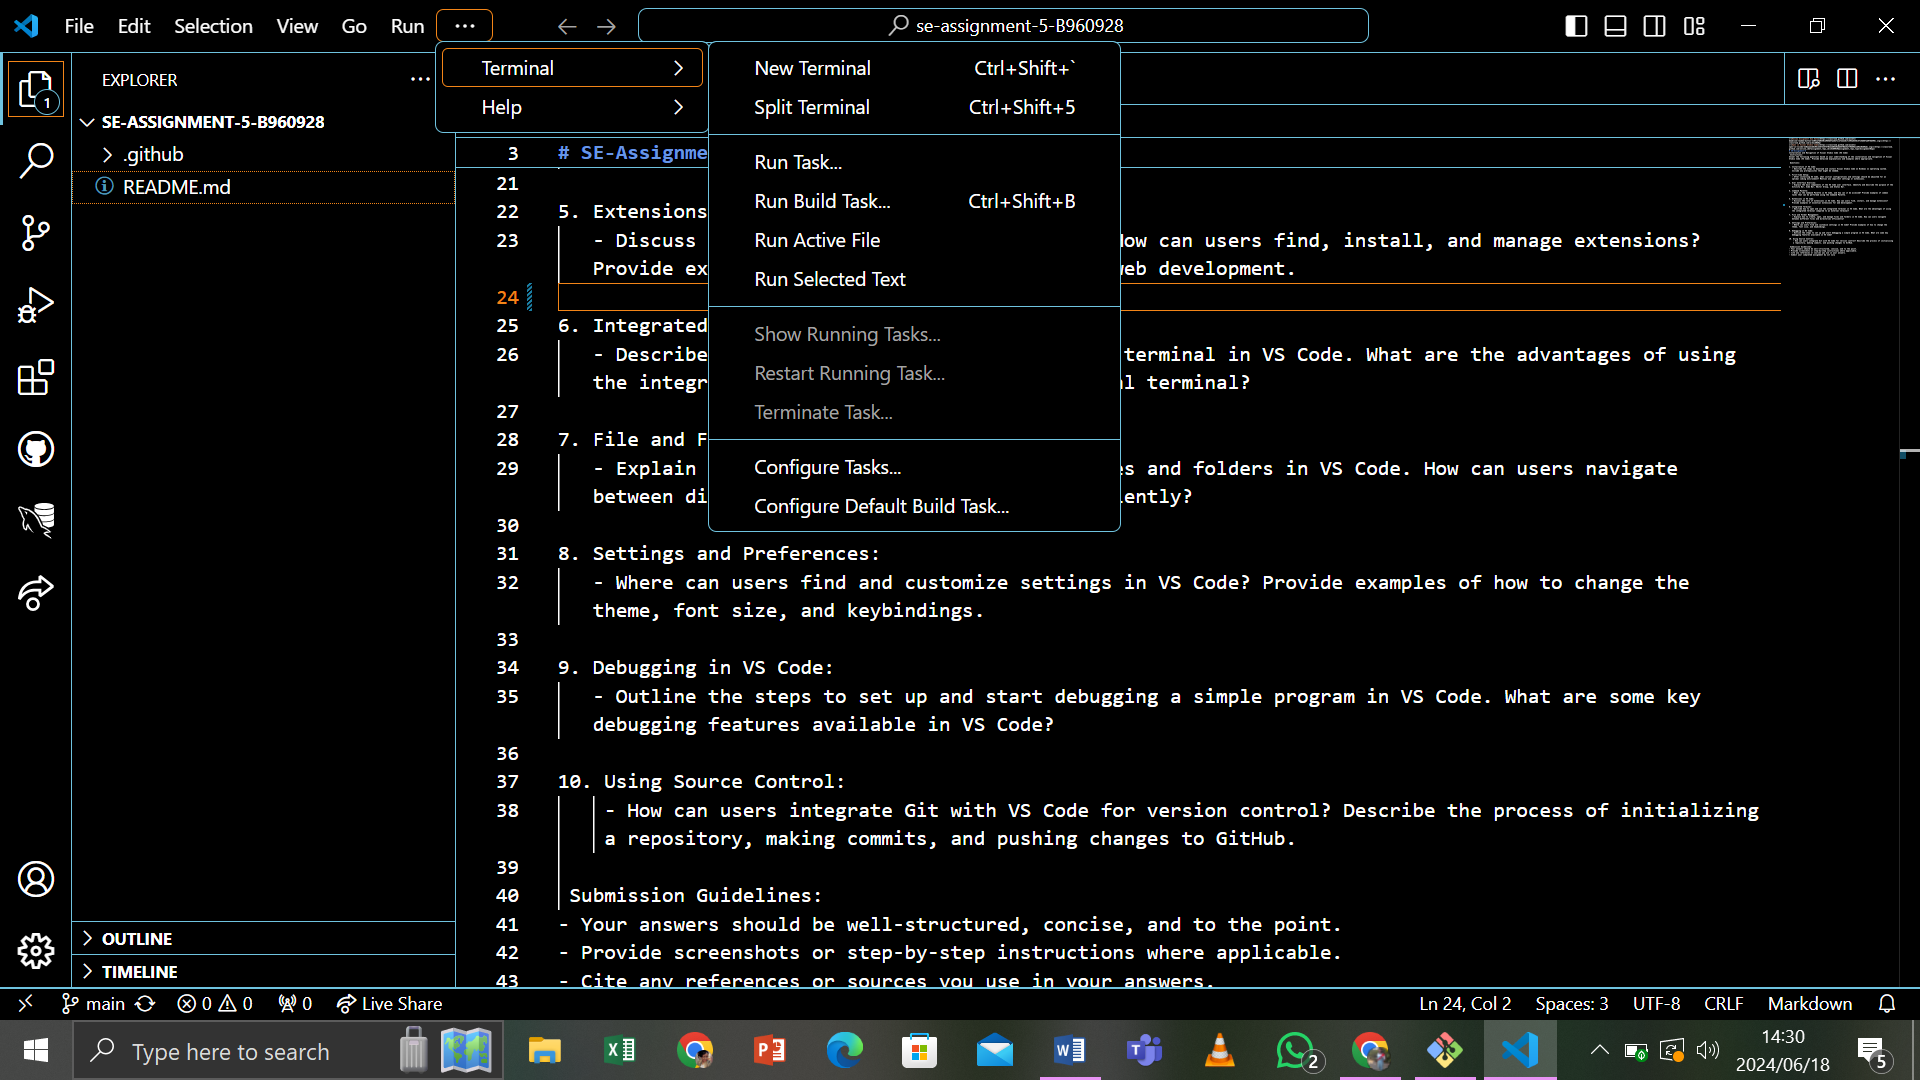 File Edit Selection View Go Run ...
se-assignment-5-B960928
EXPLORER
SE-ASSIGNMENT-5-B960928
.github
README.md
OUTLINE
TIMELINE
1
Terminal
Help
New Terminal Ctrl+Shift+`
Split Terminal Ctrl+Shift+5
Run Task...
Run Build Task... Ctrl+Shift+B
Run Active File
Run Selected Text
Show Running Tasks...
Restart Running Task...
Terminate Task...
Configure Tasks...
Configure Default Build Task...
3 # SE-Assignme
21
22 5. Extensions
23 - Discuss ow can users find, install, and manage extensions?
Provide ex eb development.
24
25 6. Integrated
26 - Describe terminal in VS Code. What are the advantages of using
the integr l terminal?
27
28 7. File and F
29 - Explain s and folders in VS Code. How can users navigate
between di ently?
30
31 8. Settings and Preferences:
32 - Where can users find and customize settings in VS Code? Provide examples of how to change the
theme, font size, and keybindings.
33
34 9. Debugging in VS Code:
35 - Outline the steps to set up and start debugging a simple program in VS Code. What are some key
debugging features available in VS Code?
36
37 10. Using Source Control:
38 - How can users integrate Git with VS Code for version control? Describe the process of initializing
a repository, making commits, and pushing changes to GitHub.
39
40 Submission Guidelines:
41 - Your answers should be well-structured, concise, and to the point.
42 - Provide screenshots or step-by-step instructions where applicable.
43 - Cite any references or sources you use in your answers.
main 0 0 0 Live Share
Ln 24, Col 2 Spaces: 3 UTF-8 CRLF Markdown
Type here to search
2
14:30
2024/06/18
5